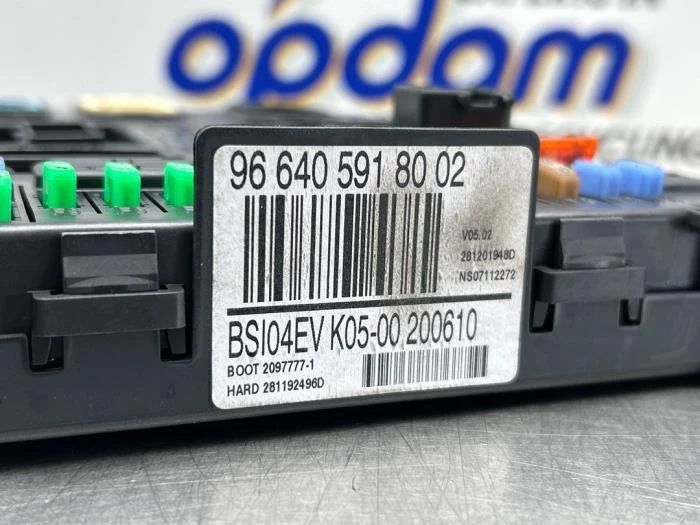 opdam
96 640 591 80 02
V05.02
281201948D
NS07112272
BSI04EV K05-00 200610
BOOT 2097777-1
HARD 281192496D